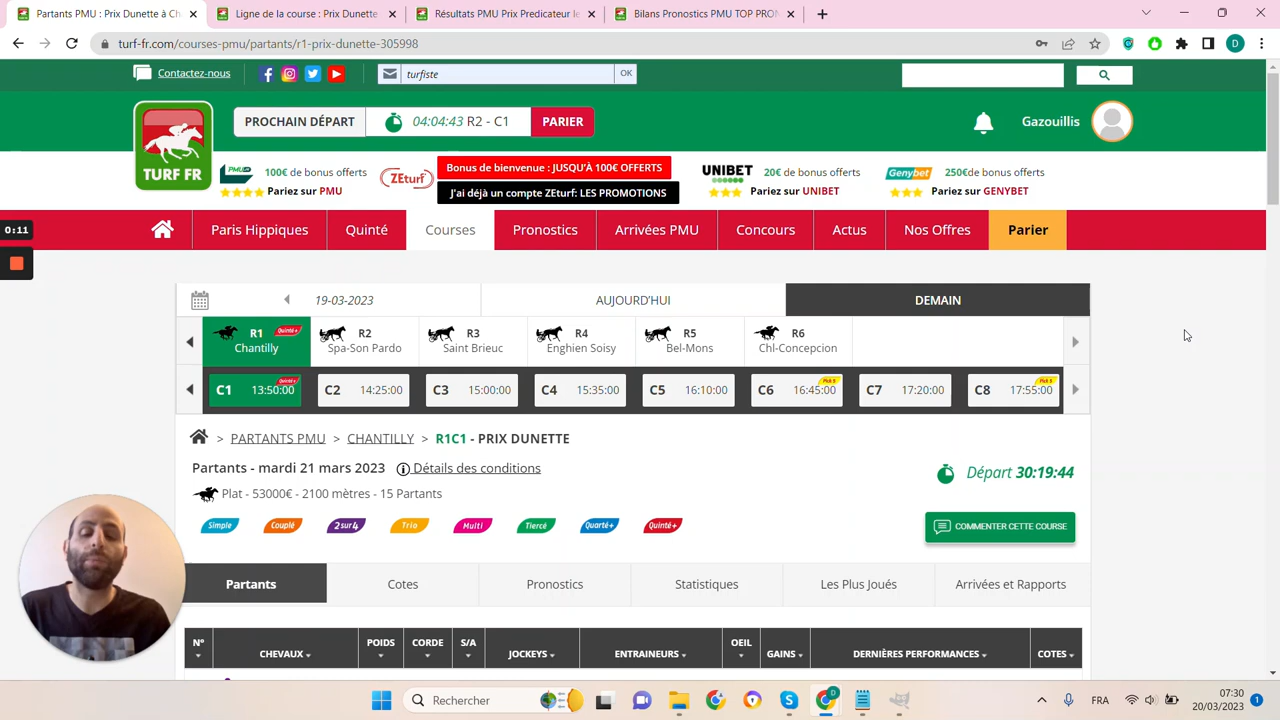 Partants PMU : Prix Dunette à Ch
Ligne de la course : Prix Dunette
Résultats PMU Prix Predicateur le
Bilans Pronostics PMU TOP PRON
turf-fr.com/courses-pmu/partants/r1-prix-dunette-305998
Contactez-nous
turfiste
OK
TURF FR
PROCHAIN DÉPART
04:04:43 R2 - C1
PARIER
Gazouillis
PMU
100€ de bonus offerts
Pariez sur PMU
ZEturf
Bonus de bienvenue : JUSQU'À 100€ OFFERTS
J'ai déjà un compte ZEturf: LES PROMOTIONS
UNIBET
20€ de bonus offerts
Pariez sur UNIBET
Genybet
250€de bonus offerts
Pariez sur GENYBET
0:11
Paris Hippiques
Quinté
Courses
Pronostics
Arrivées PMU
Concours
Actus
Nos Offres
Parier
19-03-2023
AUJOURD'HUI
DEMAIN
R1
Quinté+
Chantilly
R2
Spa-Son Pardo
R3
Saint Brieuc
R4
Enghien Soisy
R5
Bel-Mons
R6
Chl-Concepcion
C1 13:50:00
Quinté+
C2 14:25:00
C3 15:00:00
C4 15:35:00
C5 16:10:00
C6 16:45:00
Pick 5
C7 17:20:00
C8 17:55:00
Pick 5
> PARTANTS PMU > CHANTILLY > R1C1 - PRIX DUNETTE
Partants - mardi 21 mars 2023
Détails des conditions
Départ 30:19:44
Plat - 53000€ - 2100 mètres - 15 Partants
Simple
Couplé
2sur4
Trio
Multi
Tiercé
Quarté+
Quinté+
COMMENTER CETTE COURSE
Partants
Cotes
Pronostics
Statistiques
Les Plus Joués
Arrivées et Rapports
N°
CHEVAUX
POIDS
CORDE
S/A
JOCKEYS
ENTRAINEURS
OEIL
GAINS
DERNIÈRES PERFORMANCES
COTES
Rechercher
FRA
07:30
20/03/2023
1